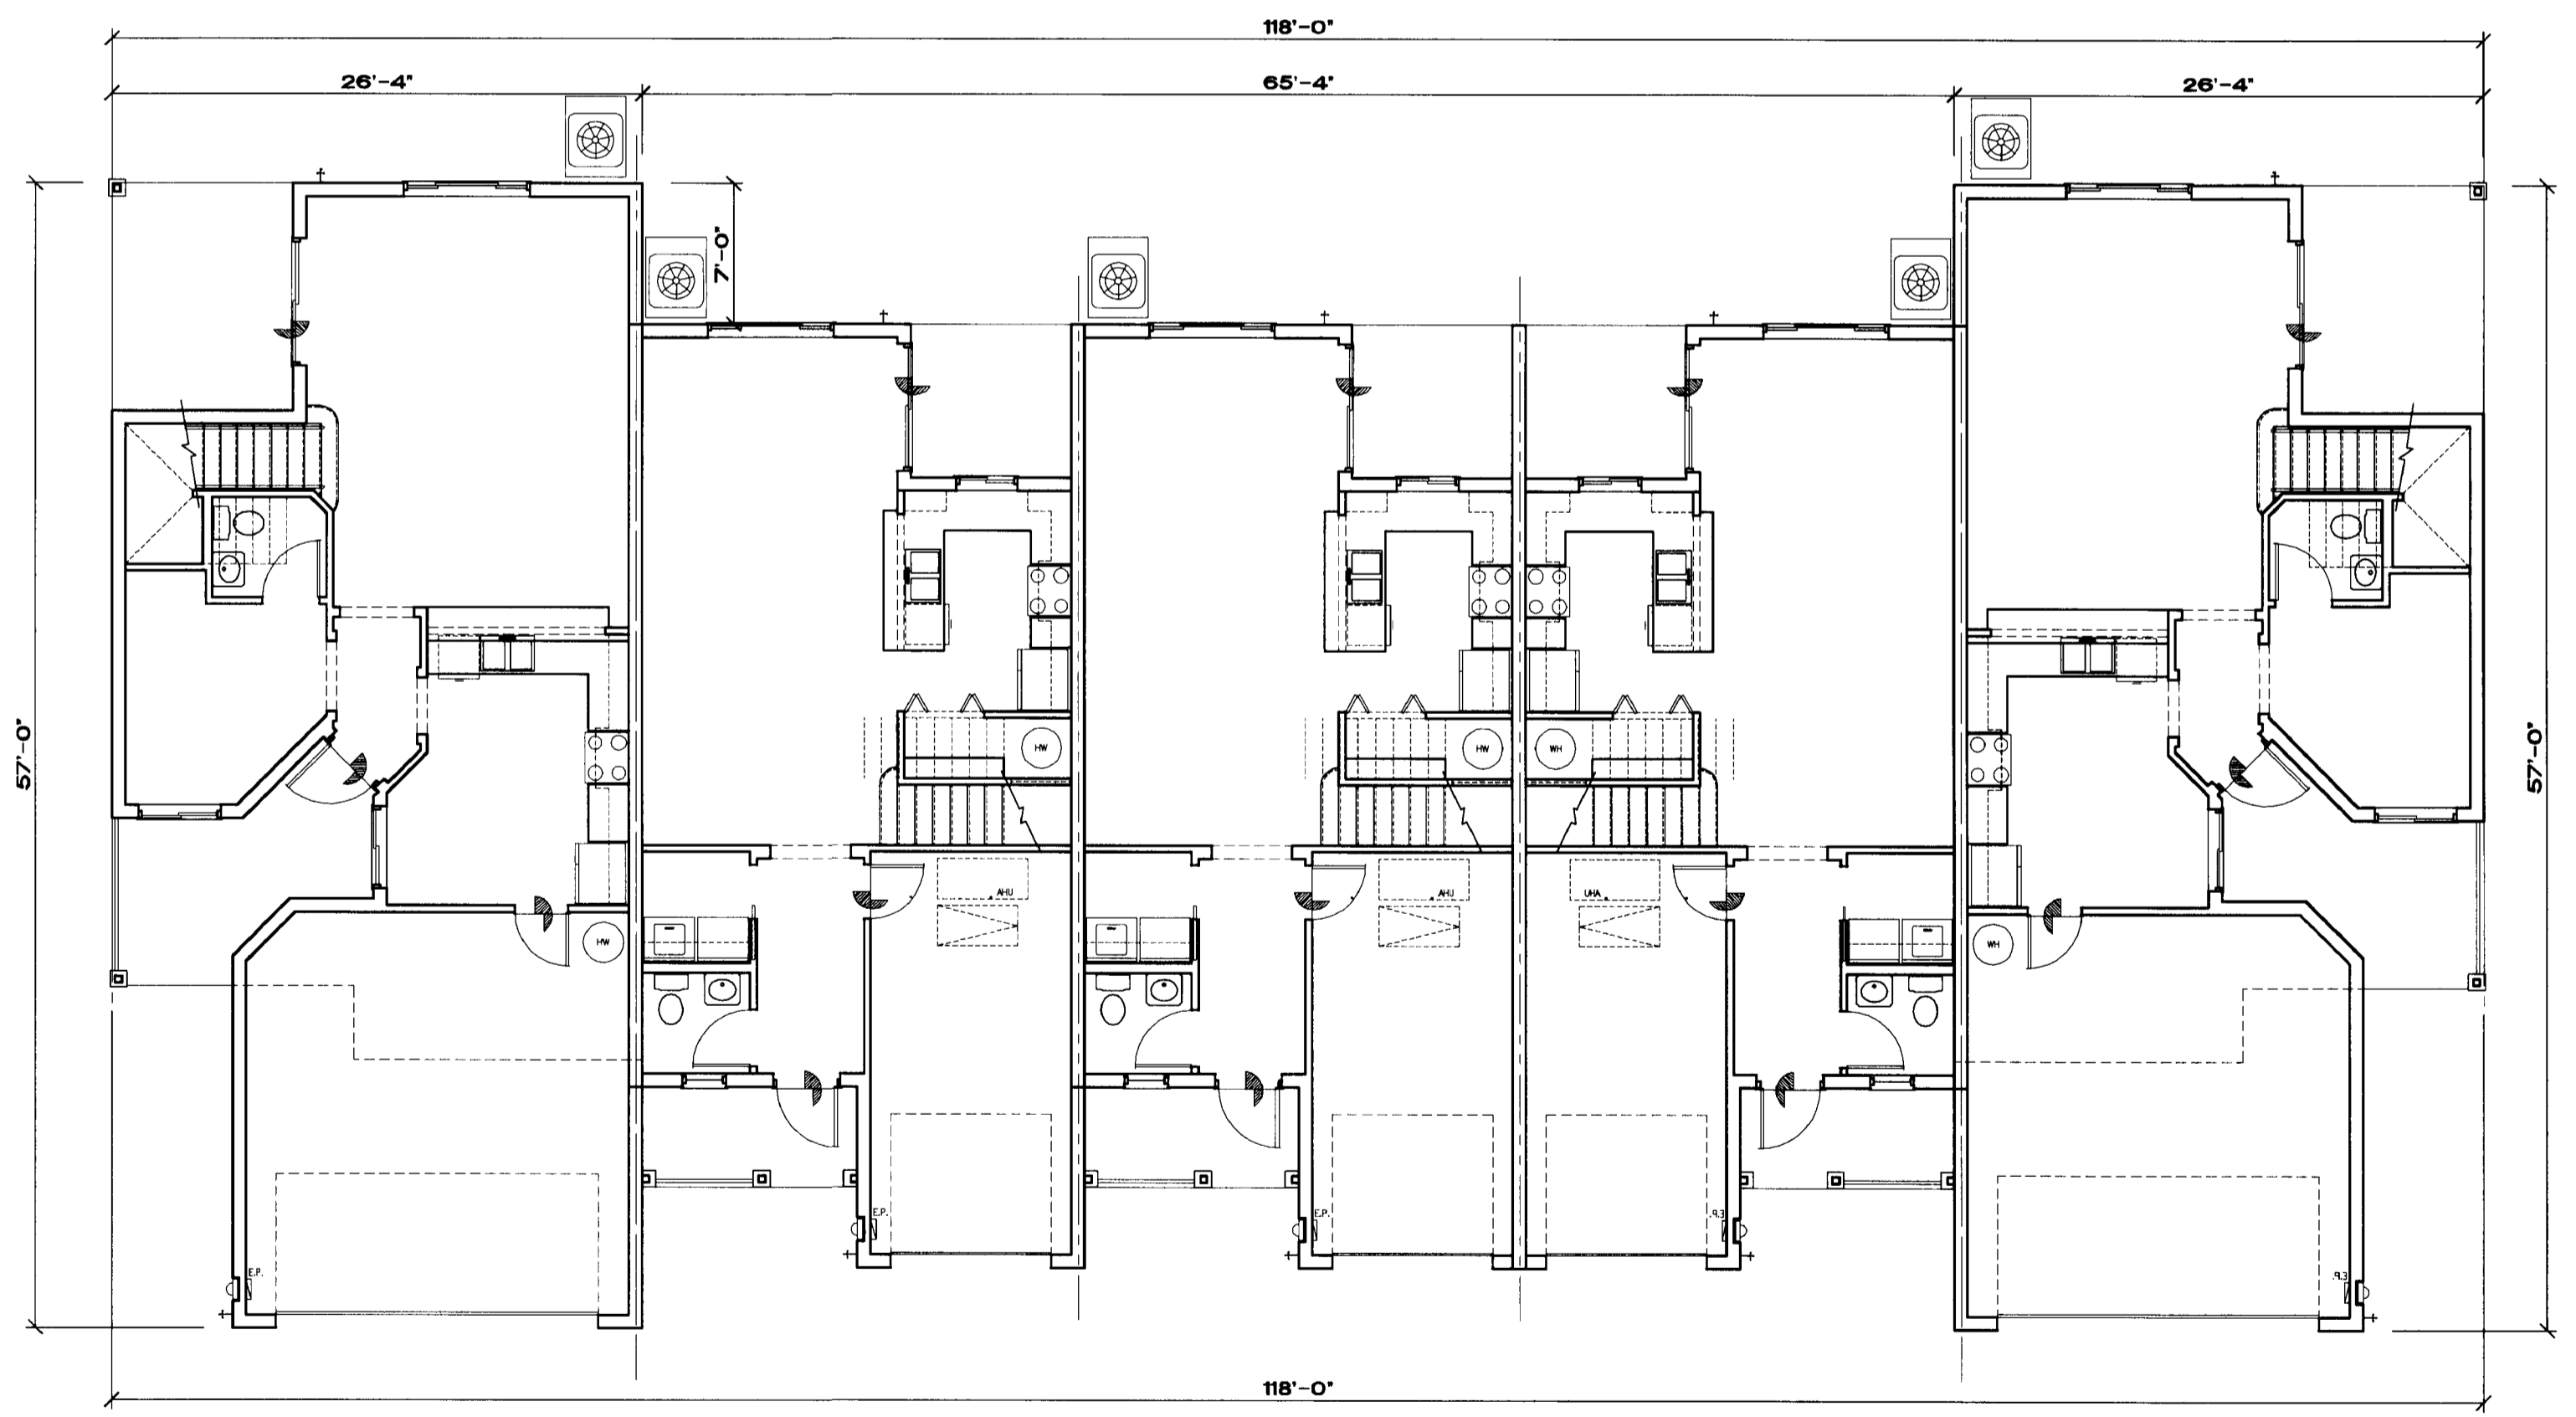 118'-0"
26'-4"
65'-4"
26'-4"
7'-0"
57'-0"
57'-0"
HW
HW
WH
AHU
AHU
UHA
HW
WH
E.P.
E.P.
E.P.
E.P.
E.P.
118'-0"